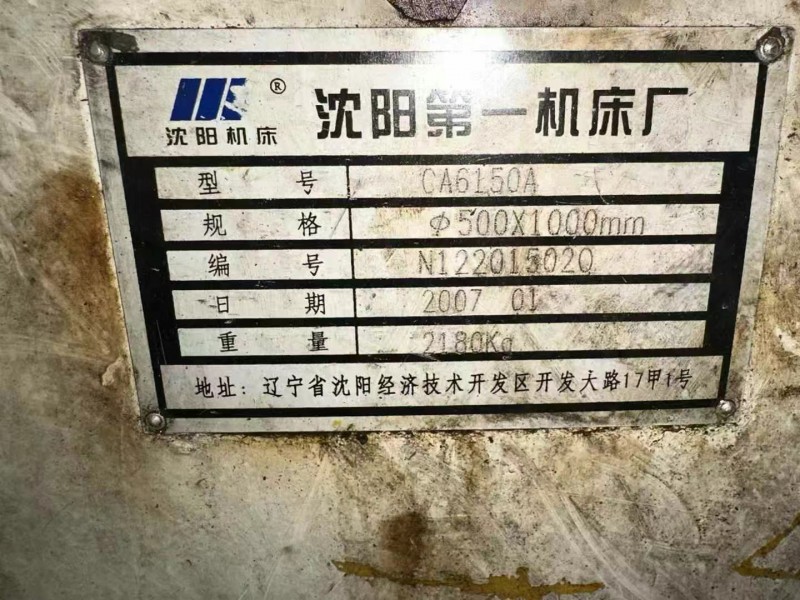 沈阳机床 ®
沈阳第一机床厂
型 号 CA6150A
规 格 φ500X1000mm
编 号 N122015020
日 期 2007 01
重 量 2180Kg
地址：辽宁省沈阳经济技术开发区开发大路17甲1号